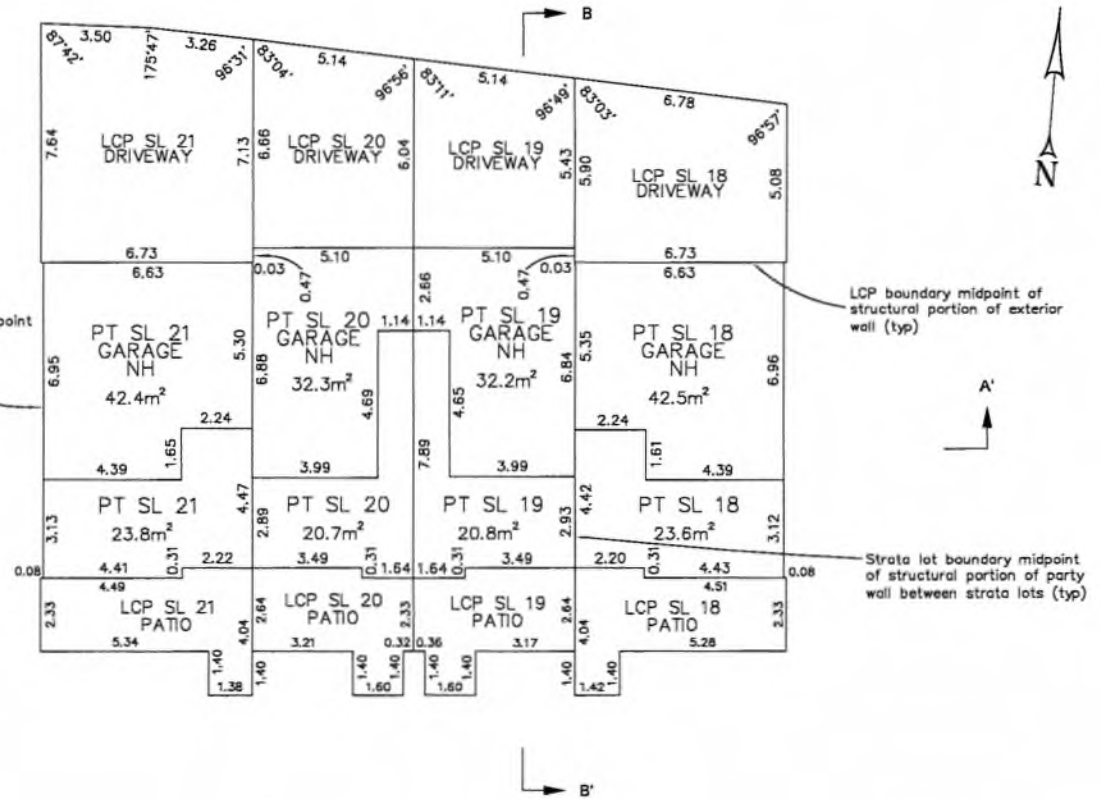 B
3.50
3.26
5.14
5.14
6.78
87°42'
175°47'
96°31'
83°04'
96°56'
83°11'
96°49'
83°03'
96°57'
7.64
LCP SL 21
DRIVEWAY
7.13
6.66
LCP SL 20
DRIVEWAY
6.04
LCP SL 19
DRIVEWAY
5.43
5.90
LCP SL 18
DRIVEWAY
5.08
N
6.73
5.10
5.10
6.73
6.63
0.03
0.47
2.66
0.47
0.03
6.63
LCP boundary midpoint of
structural portion of exterior
wall (typ)
point
6.95
PT SL 21
GARAGE
NH
42.4m²
5.30
6.88
PT SL 20
GARAGE
NH
32.3m²
1.14
1.14
PT SL 19
GARAGE
NH
32.2m²
6.84
5.35
PT SL 18
GARAGE
NH
42.5m²
6.96
A'
4.69
4.65
7.89
2.24
2.24
1.65
1.61
4.39
3.99
3.99
4.39
3.13
PT SL 21
23.8m²
4.47
2.89
PT SL 20
20.7m²
PT SL 19
20.8m²
2.93
4.42
PT SL 18
23.6m²
3.12
Strata lot boundary midpoint
of structural portion of party
wall between strata lots (typ)
0.08
4.41
0.31
2.22
3.49
0.31
1.64
1.64
0.31
3.49
2.20
0.31
4.43
0.08
4.49
4.51
2.33
LCP SL 21
PATIO
4.04
2.64
LCP SL 20
PATIO
2.33
LCP SL 19
PATIO
2.64
4.04
LCP SL 18
PATIO
2.33
5.34
3.21
0.32
0.36
3.17
5.28
1.40
1.40
1.40
1.40
1.40
1.40
1.40
1.40
1.38
1.60
1.60
1.42
B'